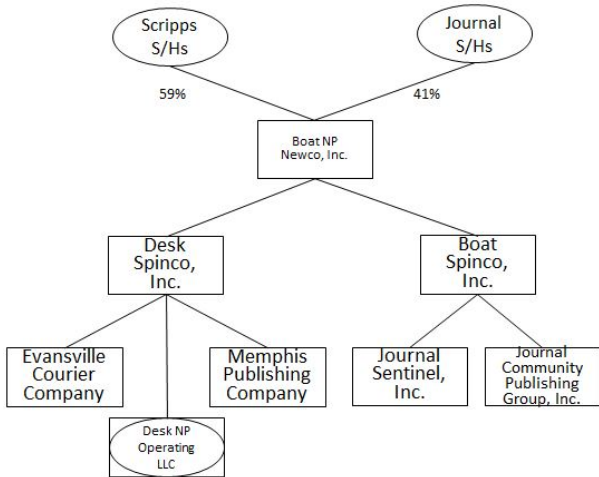 Scripps
S/Hs
Journal
S/Hs
59%
41%
Boat NP
Newco, Inc.
Desk
Spinco,
Inc.
Boat
Spinco,
Inc.
Evansville
Courier
Company
Memphis
Publishing
Company
Journal
Sentinel,
Inc.
Journal
Community
Publishing
Group, Inc.
Desk NP
Operating
LLC